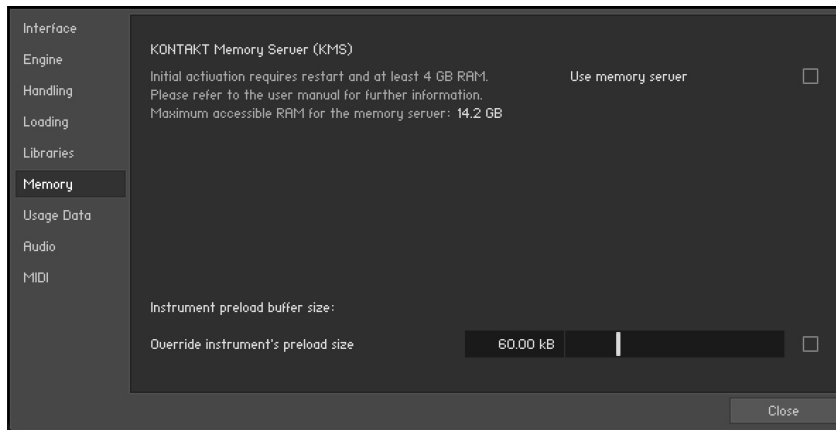 Interface
Engine
Handling
Loading
Libraries
Memory
Usage Data
Audio
MIDI
KONTAKT Memory Server (KMS)
Initial activation requires restart and at least 4 GB RAM.
Please refer to the user manual for further information.
Maximum accessible RAM for the memory server: 14.2 GB
Use memory server
Instrument preload buffer size:
Override instrument's preload size 60.00 kB
Close